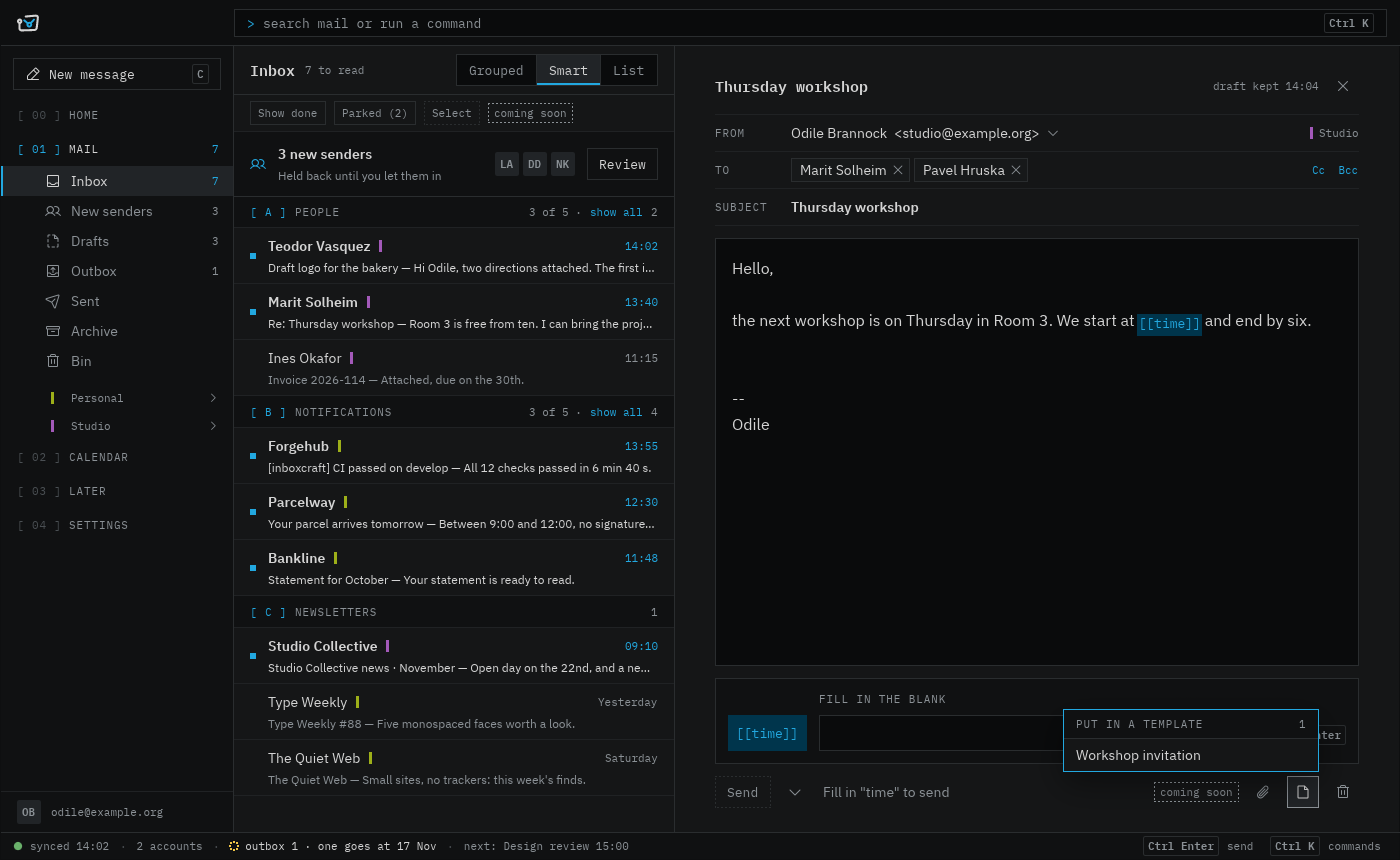 > search mail or run a command Ctrl K
New message C
[ 00 ] HOME
[ 01 ] MAIL 7
Inbox 7
New senders 3
Drafts 3
Outbox 1
Sent
Archive
Bin
Personal
Studio
[ 02 ] CALENDAR
[ 03 ] LATER
[ 04 ] SETTINGS
OB odile@example.org
Inbox 7 to read Grouped Smart List
Show done Parked (2) Select coming soon
3 new senders
Held back until you let them in
LA DD NK Review
[ A ] PEOPLE 3 of 5 · show all 2
Teodor Vasquez 14:02
Draft logo for the bakery — Hi Odile, two directions attached. The first i…
Marit Solheim 13:40
Re: Thursday workshop — Room 3 is free from ten. I can bring the proj…
Ines Okafor 11:15
Invoice 2026-114 — Attached, due on the 30th.
[ B ] NOTIFICATIONS 3 of 5 · show all 4
Forgehub 13:55
[inboxcraft] CI passed on develop — All 12 checks passed in 6 min 40 s.
Parcelway 12:30
Your parcel arrives tomorrow — Between 9:00 and 12:00, no signature…
Bankline 11:48
Statement for October — Your statement is ready to read.
[ C ] NEWSLETTERS 1
Studio Collective 09:10
Studio Collective news · November — Open day on the 22nd, and a ne…
Type Weekly Yesterday
Type Weekly #88 — Five monospaced faces worth a look.
The Quiet Web Saturday
The Quiet Web — Small sites, no trackers: this week's finds.
Thursday workshop draft kept 14:04
FROM Odile Brannock <studio@example.org> Studio
TO Marit Solheim Pavel Hruska Cc Bcc
SUBJECT Thursday workshop
Hello,
the next workshop is on Thursday in Room 3. We start at [[time]] and end by six.
--
Odile
FILL IN THE BLANK
[[time]]
PUT IN A TEMPLATE 1
Workshop invitation
Send Fill in "time" to send coming soon
synced 14:02 · 2 accounts · outbox 1 · one goes at 17 Nov · next: Design review 15:00 Ctrl Enter send Ctrl K commands